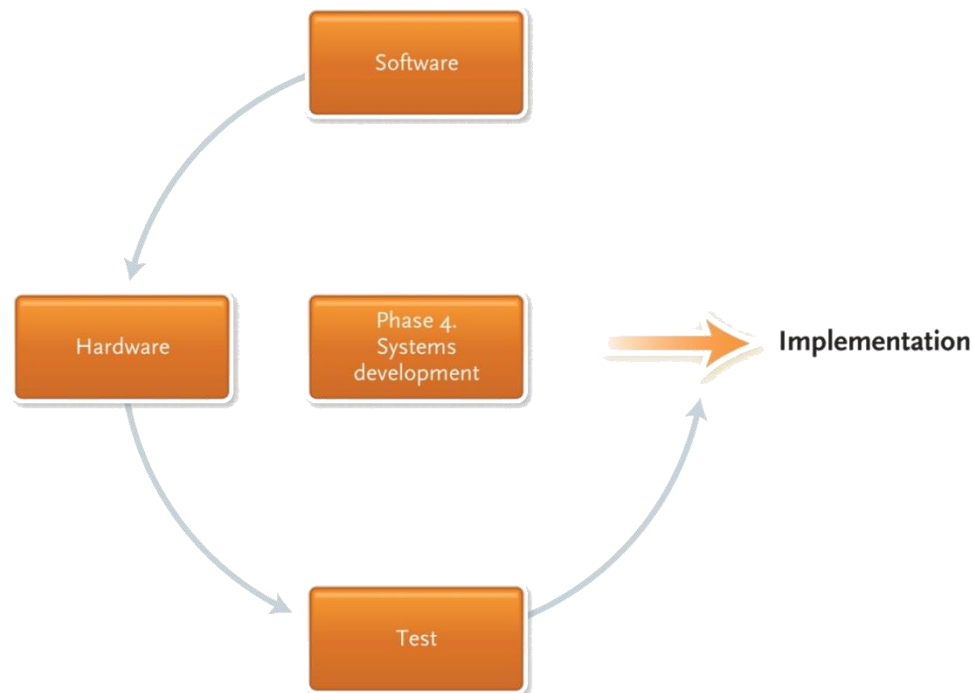 Software
Hardware
Phase 4.
Systems
development
Implementation
Test